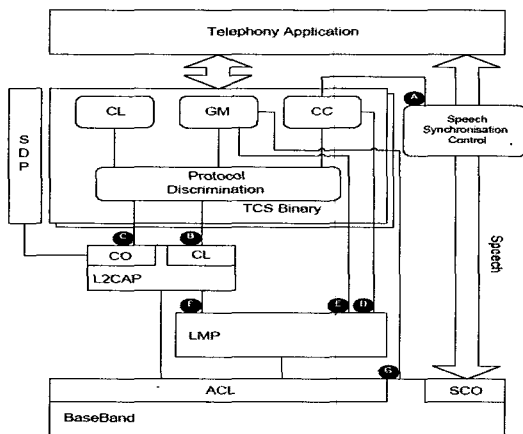 Telephony Application
CL
GM
CC
A
Speech
Synchronisation
Control
S
D
P
Protocol
Discrimination
TCS Binary
C
B
Speech
CO
CL
L2CAP
F
E
D
LMP
G
ACL
SCO
BaseBand